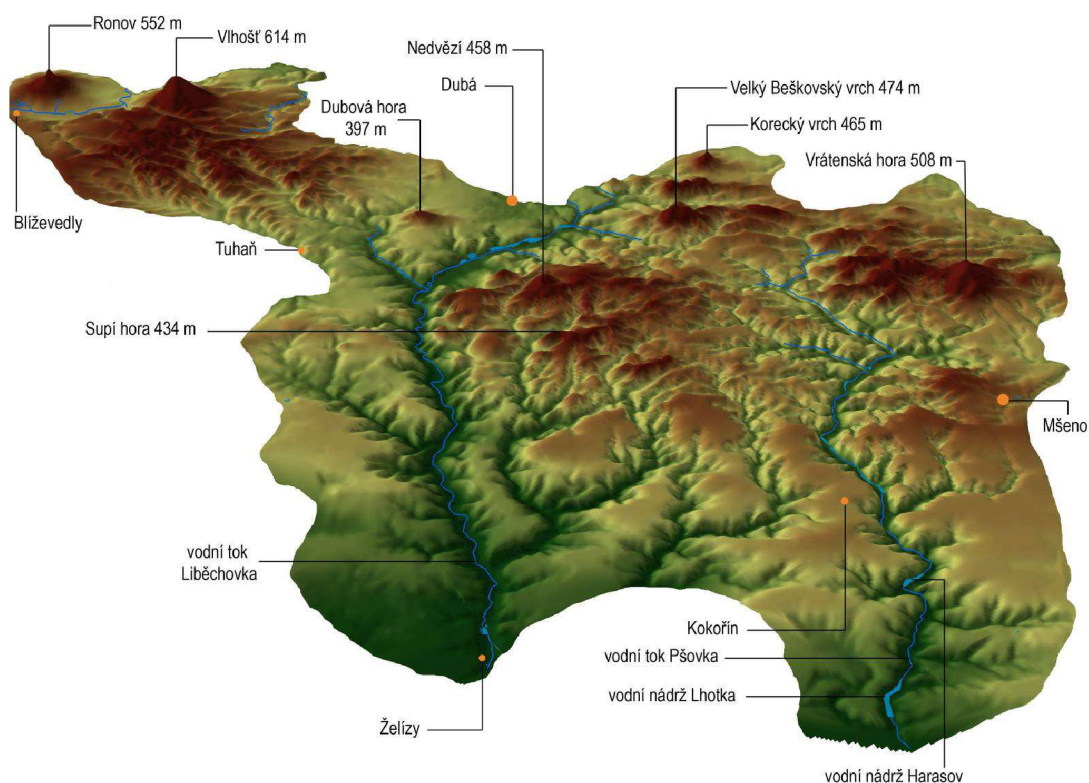 Ronov 552 m
Vlhošť 614 m
Nedvězí 458 m
Dubá
Dubová hora
397 m
Velký Beškovský vrch 474 m
Korecký vrch 465 m
Vrátenská hora 508 m
Blíževedly
Tuhaň
Supí hora 434 m
Mšeno
vodní tok
Liběchovka
Kokořín
vodní tok Pšovka
vodní nádrž Lhotka
Želízy
vodní nádrž Harasov